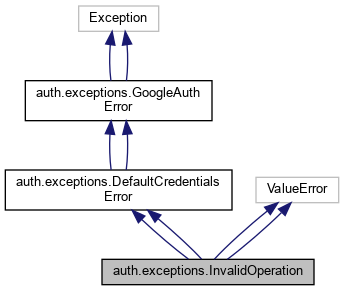 Exception
auth.exceptions.GoogleAuth
Error
auth.exceptions.DefaultCredentials
Error
ValueError
auth.exceptions.InvalidOperation